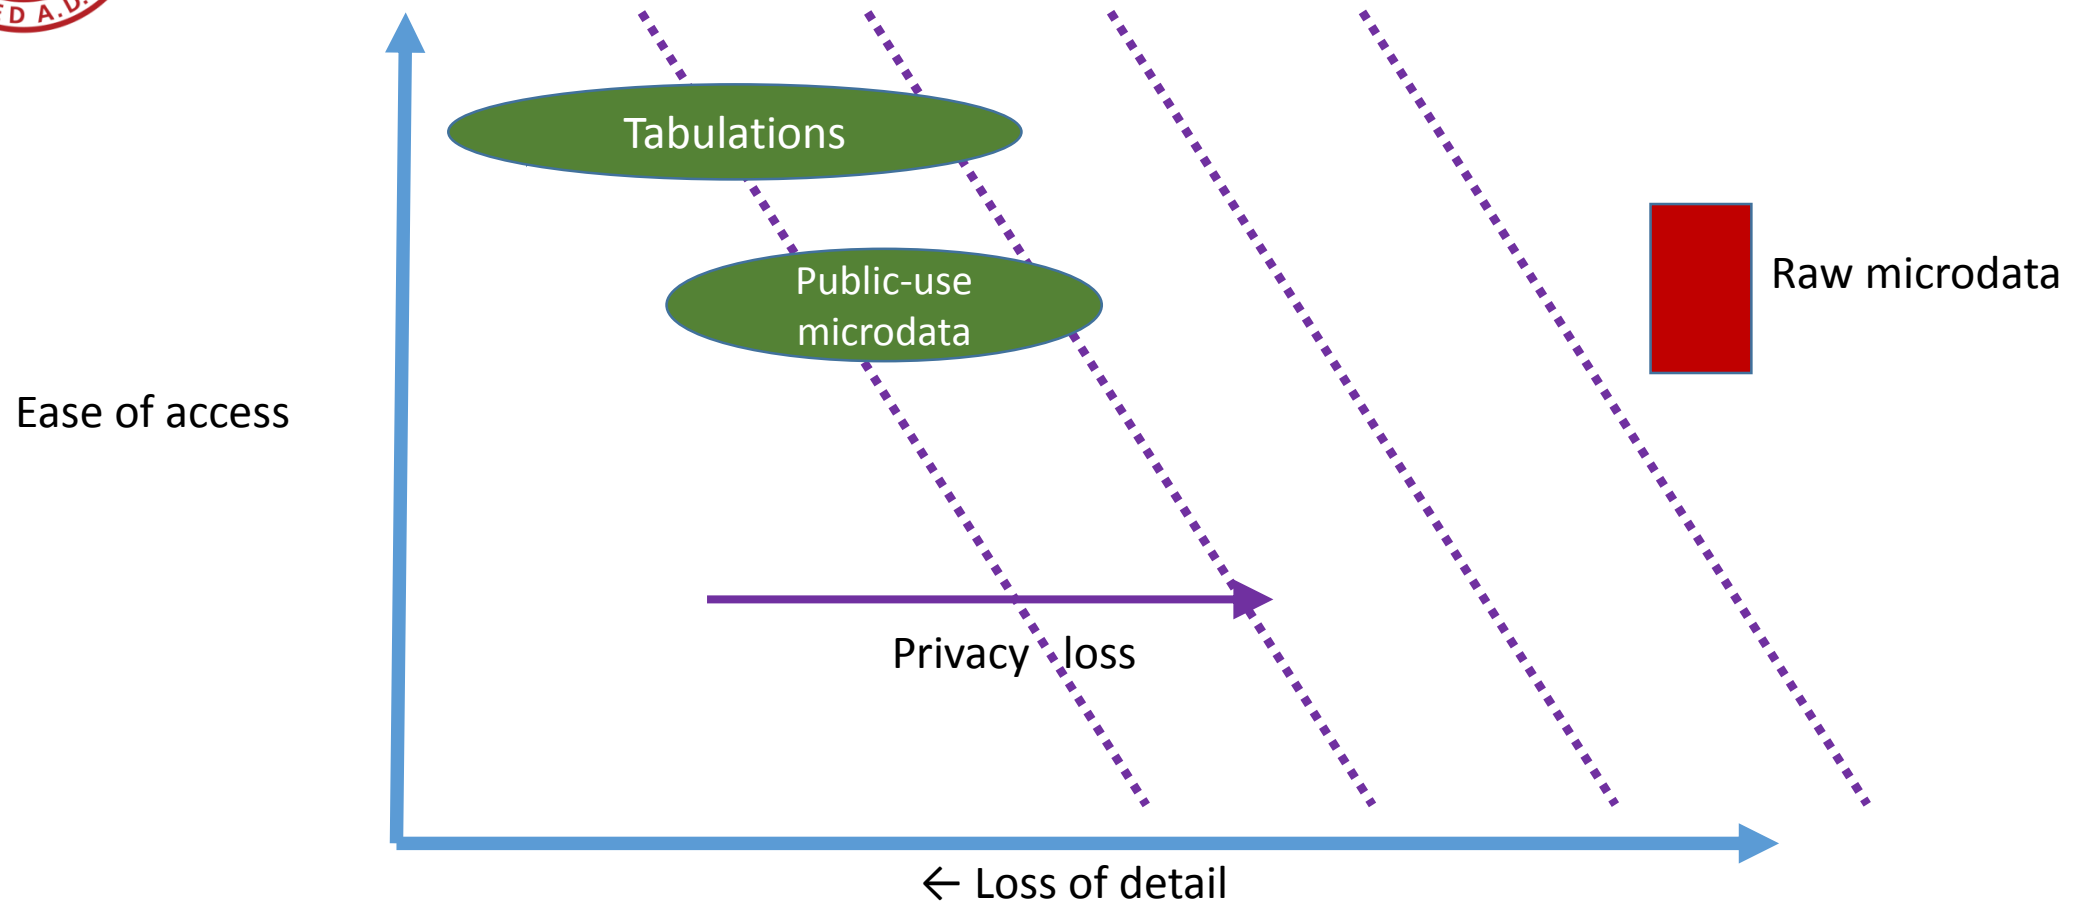 Tabulations
Public-use
microdata
Raw microdata
Ease of access
Privacy loss
← Loss of detail